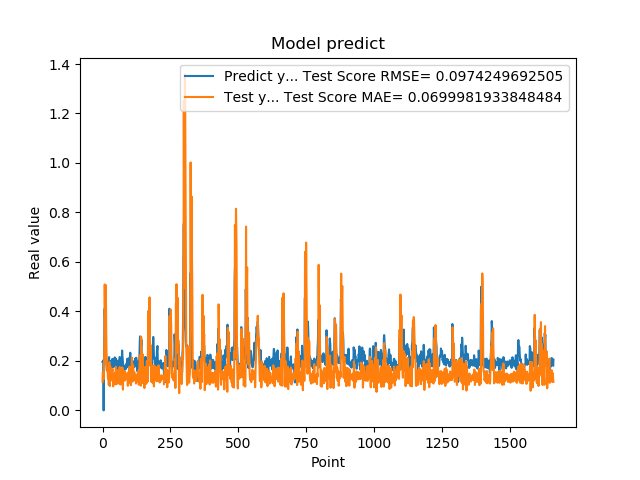 Model predict
Predict y... Test Score RMSE= 0.0974249692505
Test y... Test Score MAE= 0.0699981933848484
1.4
1.2
1.0
0.8
0.6
0.4
0.2
0.0
Real value
0 250 500 750 1000 1250 1500
Point